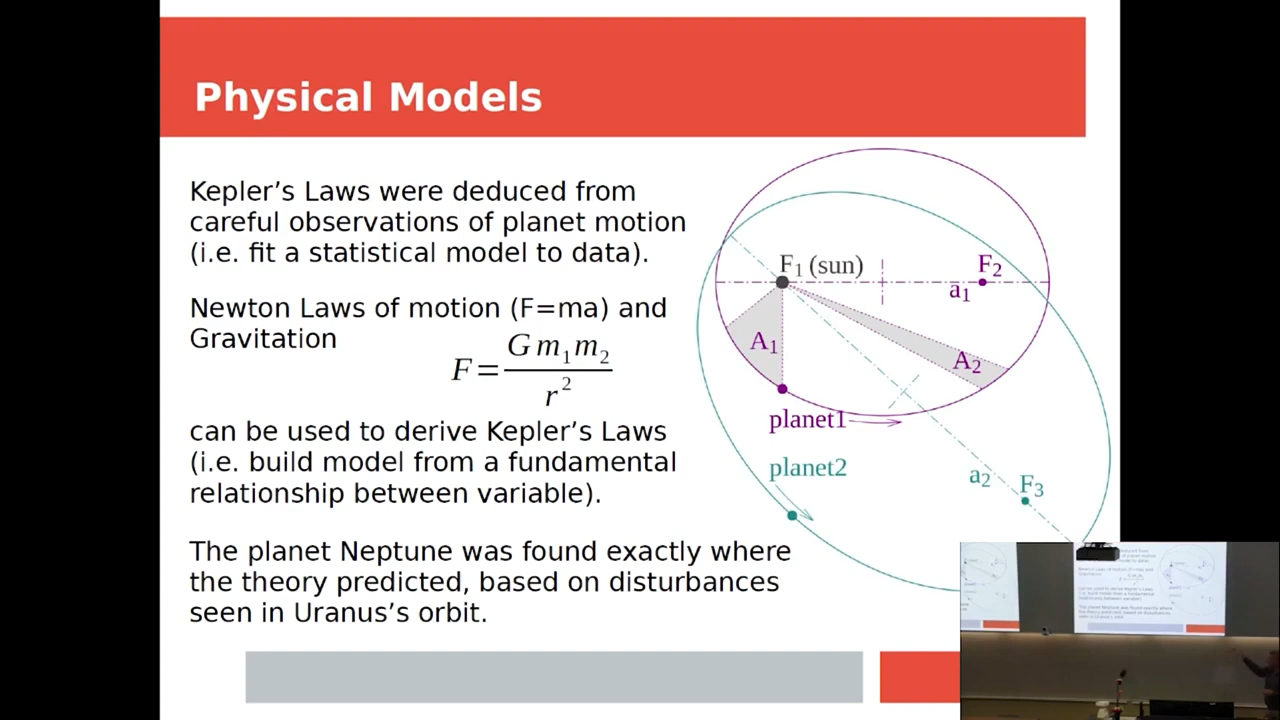 Physical Models
Kepler’s Laws were deduced from
careful observations of planet motion
(i.e. fit a statistical model to data).
Newton Laws of motion (F=ma) and
Gravitation
F = G m₁ m₂ / r²
can be used to derive Kepler’s Laws
(i.e. build model from a fundamental
relationship between variable).
The planet Neptune was found exactly where
the theory predicted, based on disturbances
seen in Uranus’s orbit.
F₁ (sun)
F₂
a₁
A₁
A₂
planet1
planet2
a₂
F₃